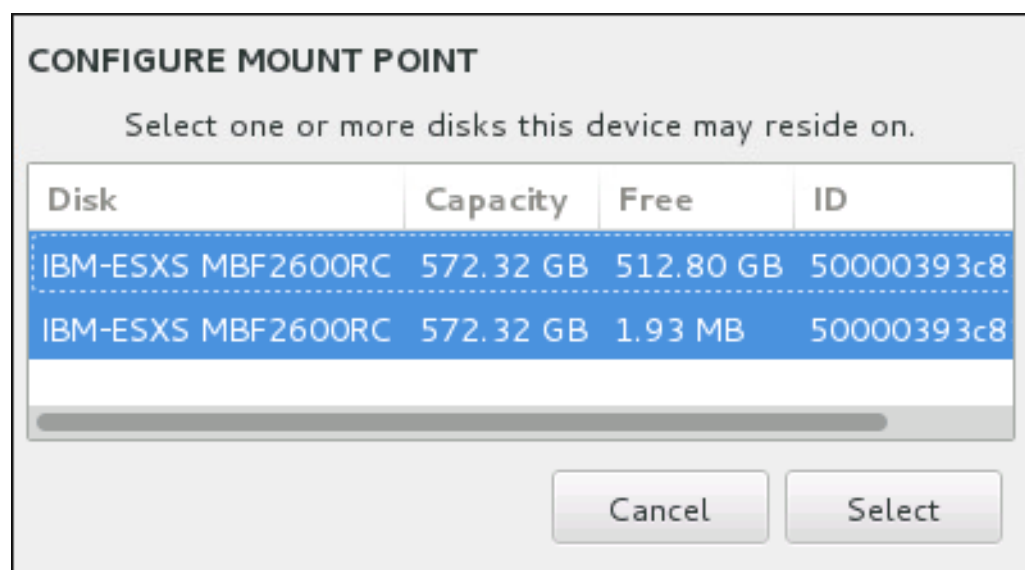 CONFIGURE MOUNT POINT
Select one or more disks this device may reside on.
Disk Capacity Free ID
IBM-ESXS MBF2600RC 572.32 GB 512.80 GB 50000393c8
IBM-ESXS MBF2600RC 572.32 GB 1.93 MB 50000393c8
Cancel Select